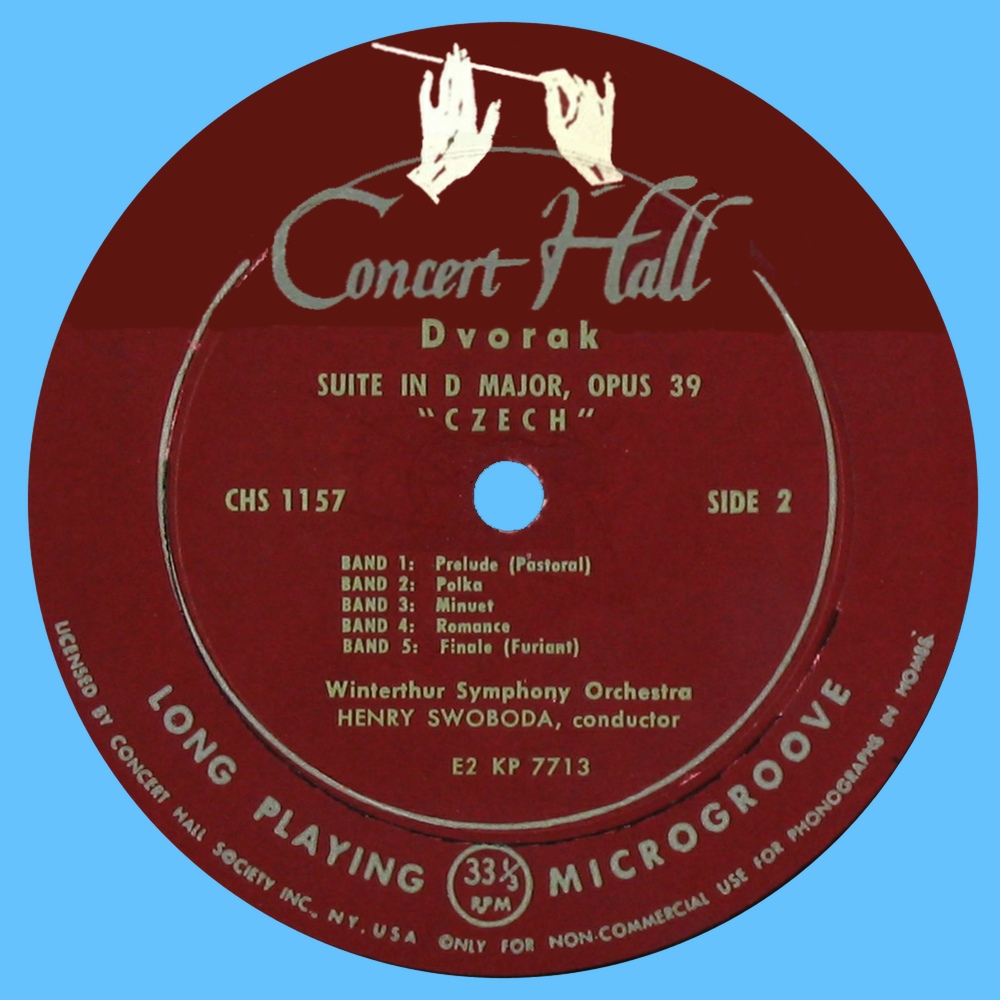 Concert Hall
Dvorak
SUITE IN D MAJOR, OPUS 39
"CZECH"
CHS 1157
SIDE 2
BAND 1: Prelude (Pastoral)
BAND 2: Polka
BAND 3: Minuet
BAND 4: Romance
BAND 5: Finale (Furiant)
Winterthur Symphony Orchestra
HENRY SWOBODA, conductor
E2 KP 7713
LONG PLAYING 33⅓ RPM MICROGROOVE
LICENSED BY CONCERT HALL SOCIETY INC., N.Y. USA ONLY FOR NON-COMMERCIAL USE FOR PHONOGRAPHS IN HOMES.